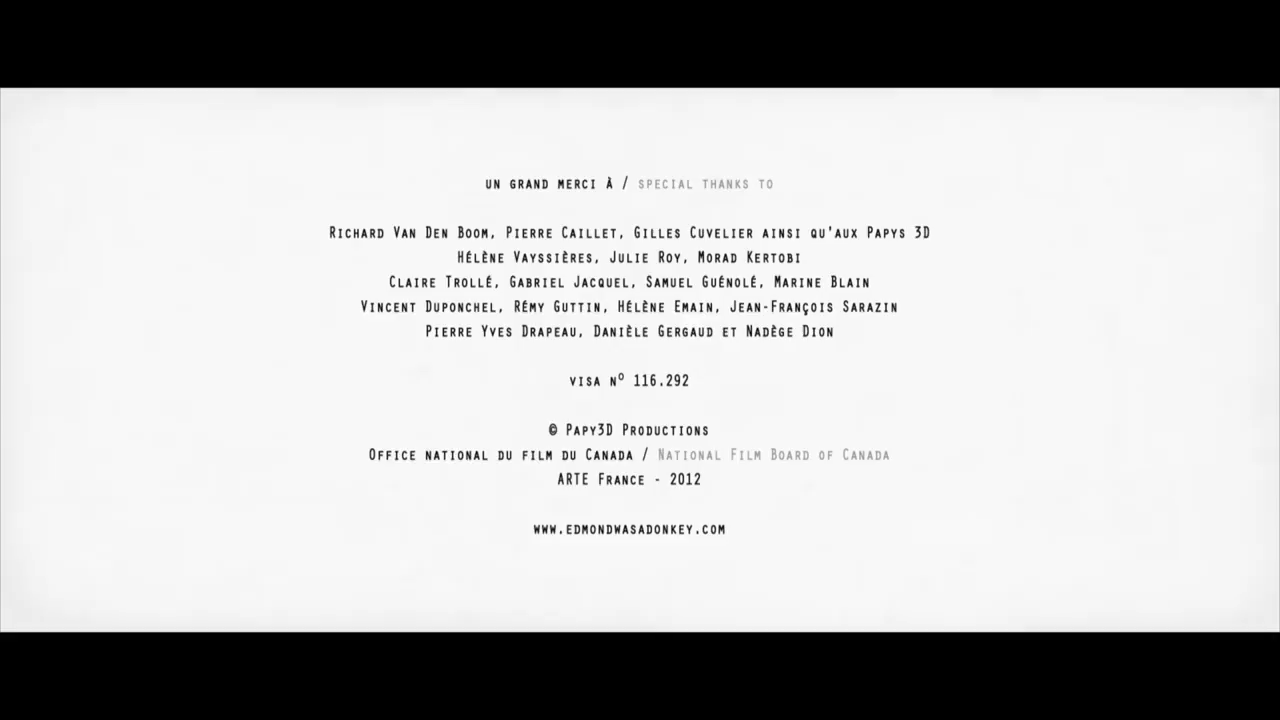 UN GRAND MERCI À / SPECIAL THANKS TO
RICHARD VAN DEN BOOM, PIERRE CAILLET, GILLES CUVELIER AINSI QU'AUX PAPYS 3D
HÉLÈNE VAYSSIÈRES, JULIE ROY, MORAD KERTOBI
CLAIRE TROLLÉ, GABRIEL JACQUEL, SAMUEL GUÉNOLÉ, MARINE BLAIN
VINCENT DUPONCHEL, RÉMY GUTTIN, HÉLÈNE EMAIN, JEAN-FRANÇOIS SARAZIN
PIERRE YVES DRAPEAU, DANIÈLE GERGAUD ET NADÈGE DION
VISA Nº 116.292
© PAPY3D PRODUCTIONS
OFFICE NATIONAL DU FILM DU CANADA / NATIONAL FILM BOARD OF CANADA
ARTE FRANCE - 2012
WWW.EDMONDWASADONKEY.COM